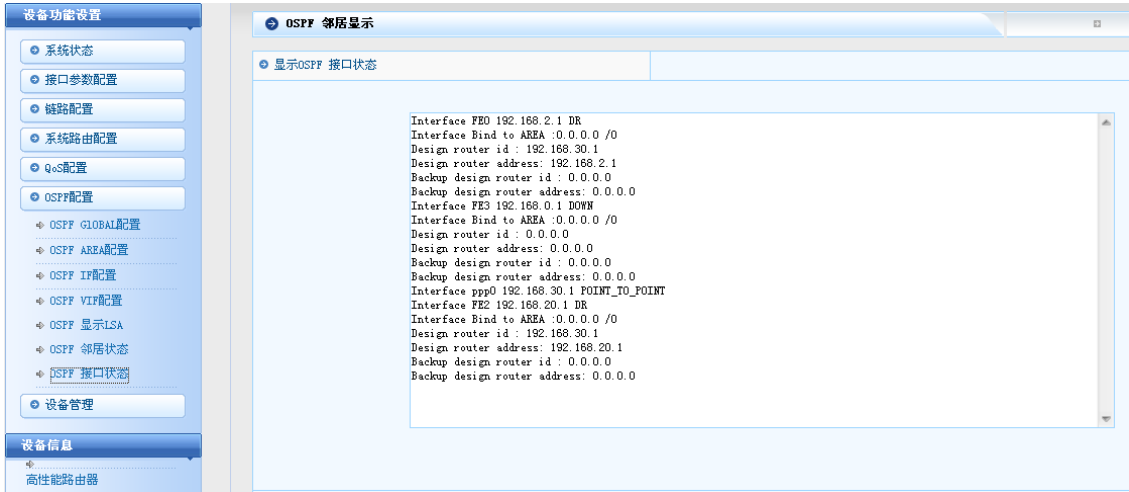 设备功能设置
系统状态
接口参数配置
链路配置
系统路由配置
QoS配置
OSPF配置
OSPF GlOBAL配置
OSPF AREA配置
OSPF IF配置
OSPF VIF配置
OSPF 显示LSA
OSPF 邻居状态
OSPF 接口状态
设备管理
设备信息
高性能路由器
OSPF 邻居显示
显示OSPF 接口状态
Interface FE0 192.168.2.1 DR
Interface Bind to AREA :0.0.0.0 /0
Design router id : 192.168.30.1
Design router address: 192.168.2.1
Backup design router id : 0.0.0.0
Backup design router address: 0.0.0.0
Interface FE3 192.168.0.1 DOWN
Interface Bind to AREA :0.0.0.0 /0
Design router id : 0.0.0.0
Design router address: 0.0.0.0
Backup design router id : 0.0.0.0
Backup design router address: 0.0.0.0
Interface ppp0 192.168.30.1 POINT_TO_POINT
Interface FE2 192.168.20.1 DR
Interface Bind to AREA :0.0.0.0 /0
Design router id : 192.168.30.1
Design router address: 192.168.20.1
Backup design router id : 0.0.0.0
Backup design router address: 0.0.0.0